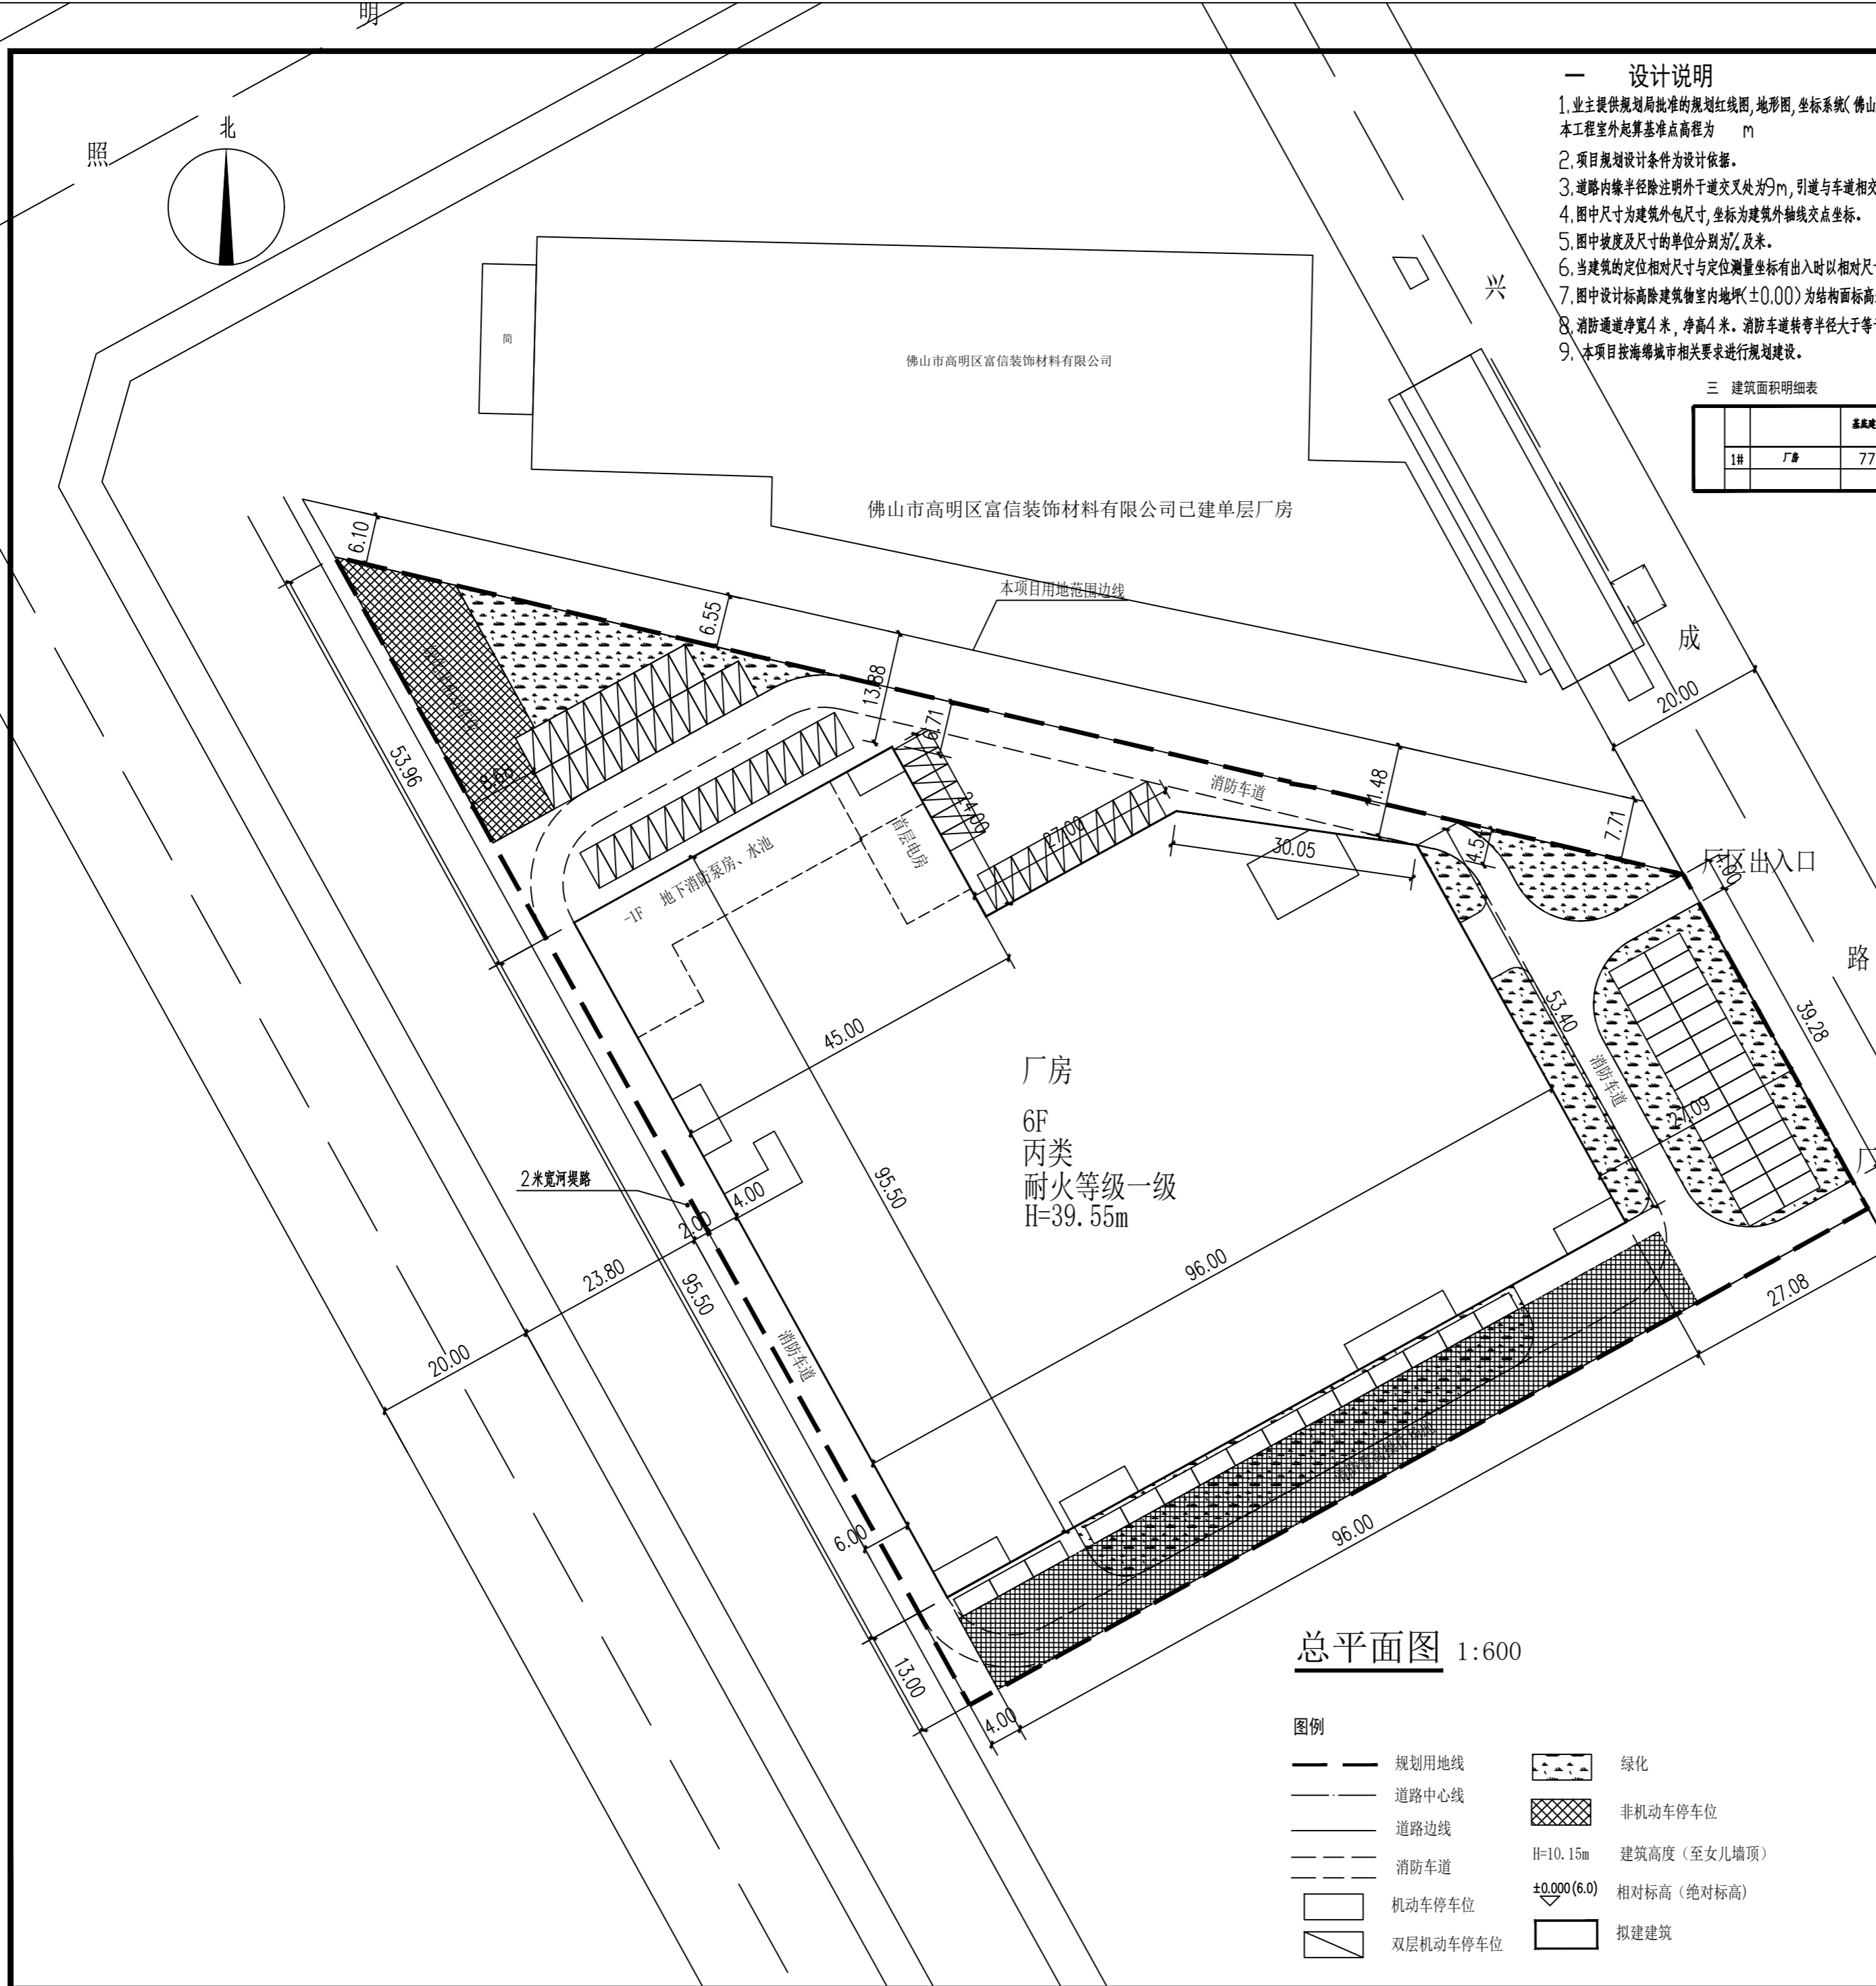 明
照
北
一 设计说明
1.业主提供规划局批准的规划红线图,地形图,坐标系统(佛山
本工程室外起算基准点高程为 m
2.项目规划设计条件为设计依据。
3.道路内缘半径除注明外干道交叉处为9m,引道与车道相交
4.图中尺寸为建筑外包尺寸,坐标为建筑外轴线交点坐标。
5.图中坡度及尺寸的单位分别为%及米。
6.当建筑的定位相对尺寸与定位测量坐标有出入时以相对尺
7.图中设计标高除建筑物室内地坪(±0.00)为结构面标高
8.消防通道净宽4米,净高4米。消防车道转弯半径大于等
9.本项目按海绵城市相关要求进行规划建设。
三 建筑面积明细表
基底建
1# 厂房 77
兴
简
佛山市高明区富信装饰材料有限公司
佛山市高明区富信装饰材料有限公司已建单层厂房
本项目用地范围边线
成
20.00
6.10
6.55
13.88
6.71
消防车道
11.48
7.71
4.51
厂区出入口
4.00
路
53.96
8.60
首层电房
24.00
27.00
30.05
-1F 地下消防泵房、水池
45.00
53.40
消防车道
39.28
27.09
厂
厂房
6F
丙类
耐火等级一级
H=39.55m
95.50
2米宽河堤路
4.00
2.00
23.80
95.50
96.00
27.08
20.00
消防车道
6.00
96.00
13.00
4.00
总平面图 1:600
图例
规划用地线
绿化
道路中心线
非机动车停车位
道路边线
H=10.15m 建筑高度(至女儿墙顶)
消防车道
±0.000(6.0) 相对标高(绝对标高)
机动车停车位
拟建建筑
双层机动车停车位